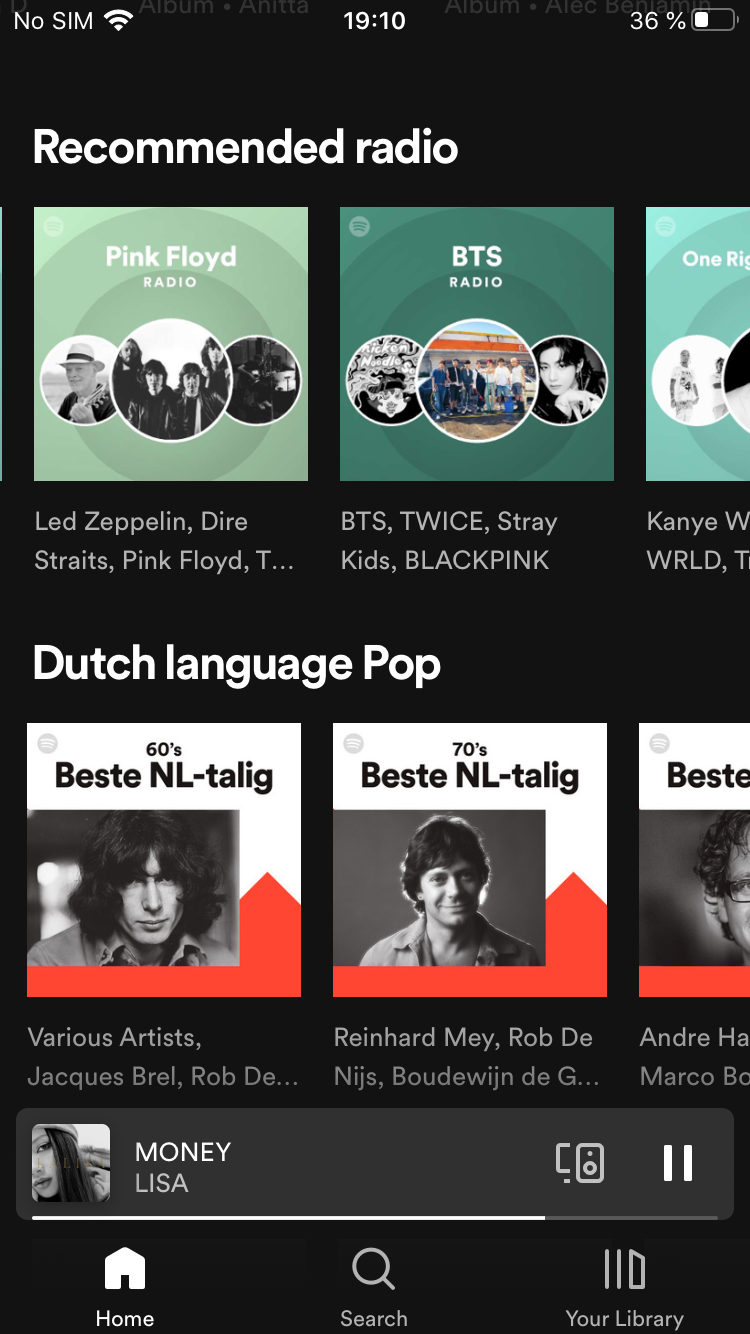 Album • Anitta
Album • Alec Benjamin
No SIM
19:10
36 %
Recommended radio
Pink Floyd
RADIO
BTS
RADIO
One Rig
Led Zeppelin, Dire
Straits, Pink Floyd, T...
BTS, TWICE, Stray
Kids, BLACKPINK
Kanye W
WRLD, Tr
Dutch language Pop
60's
Beste NL-talig
70's
Beste NL-talig
Beste
Various Artists,
Jacques Brel, Rob De...
Reinhard Mey, Rob De
Nijs, Boudewijn de G...
Andre Ha
Marco Bo
MONEY
LISA
Home
Search
Your Library